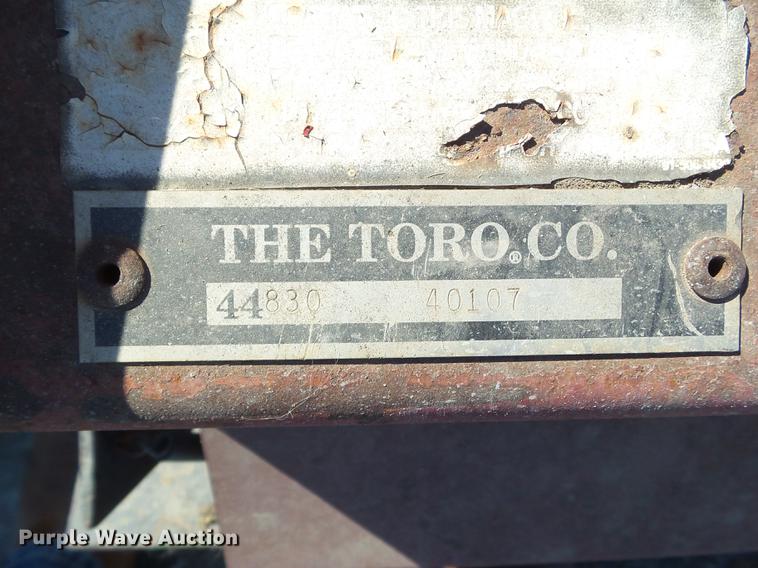 THE TORO® CO.
44830 40107
Purple Wave Auction